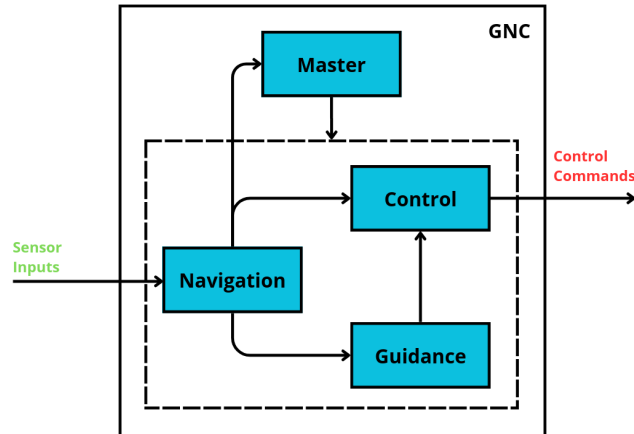 GNC
Master
Control
Commands
Control
Sensor
Inputs
Navigation
Guidance